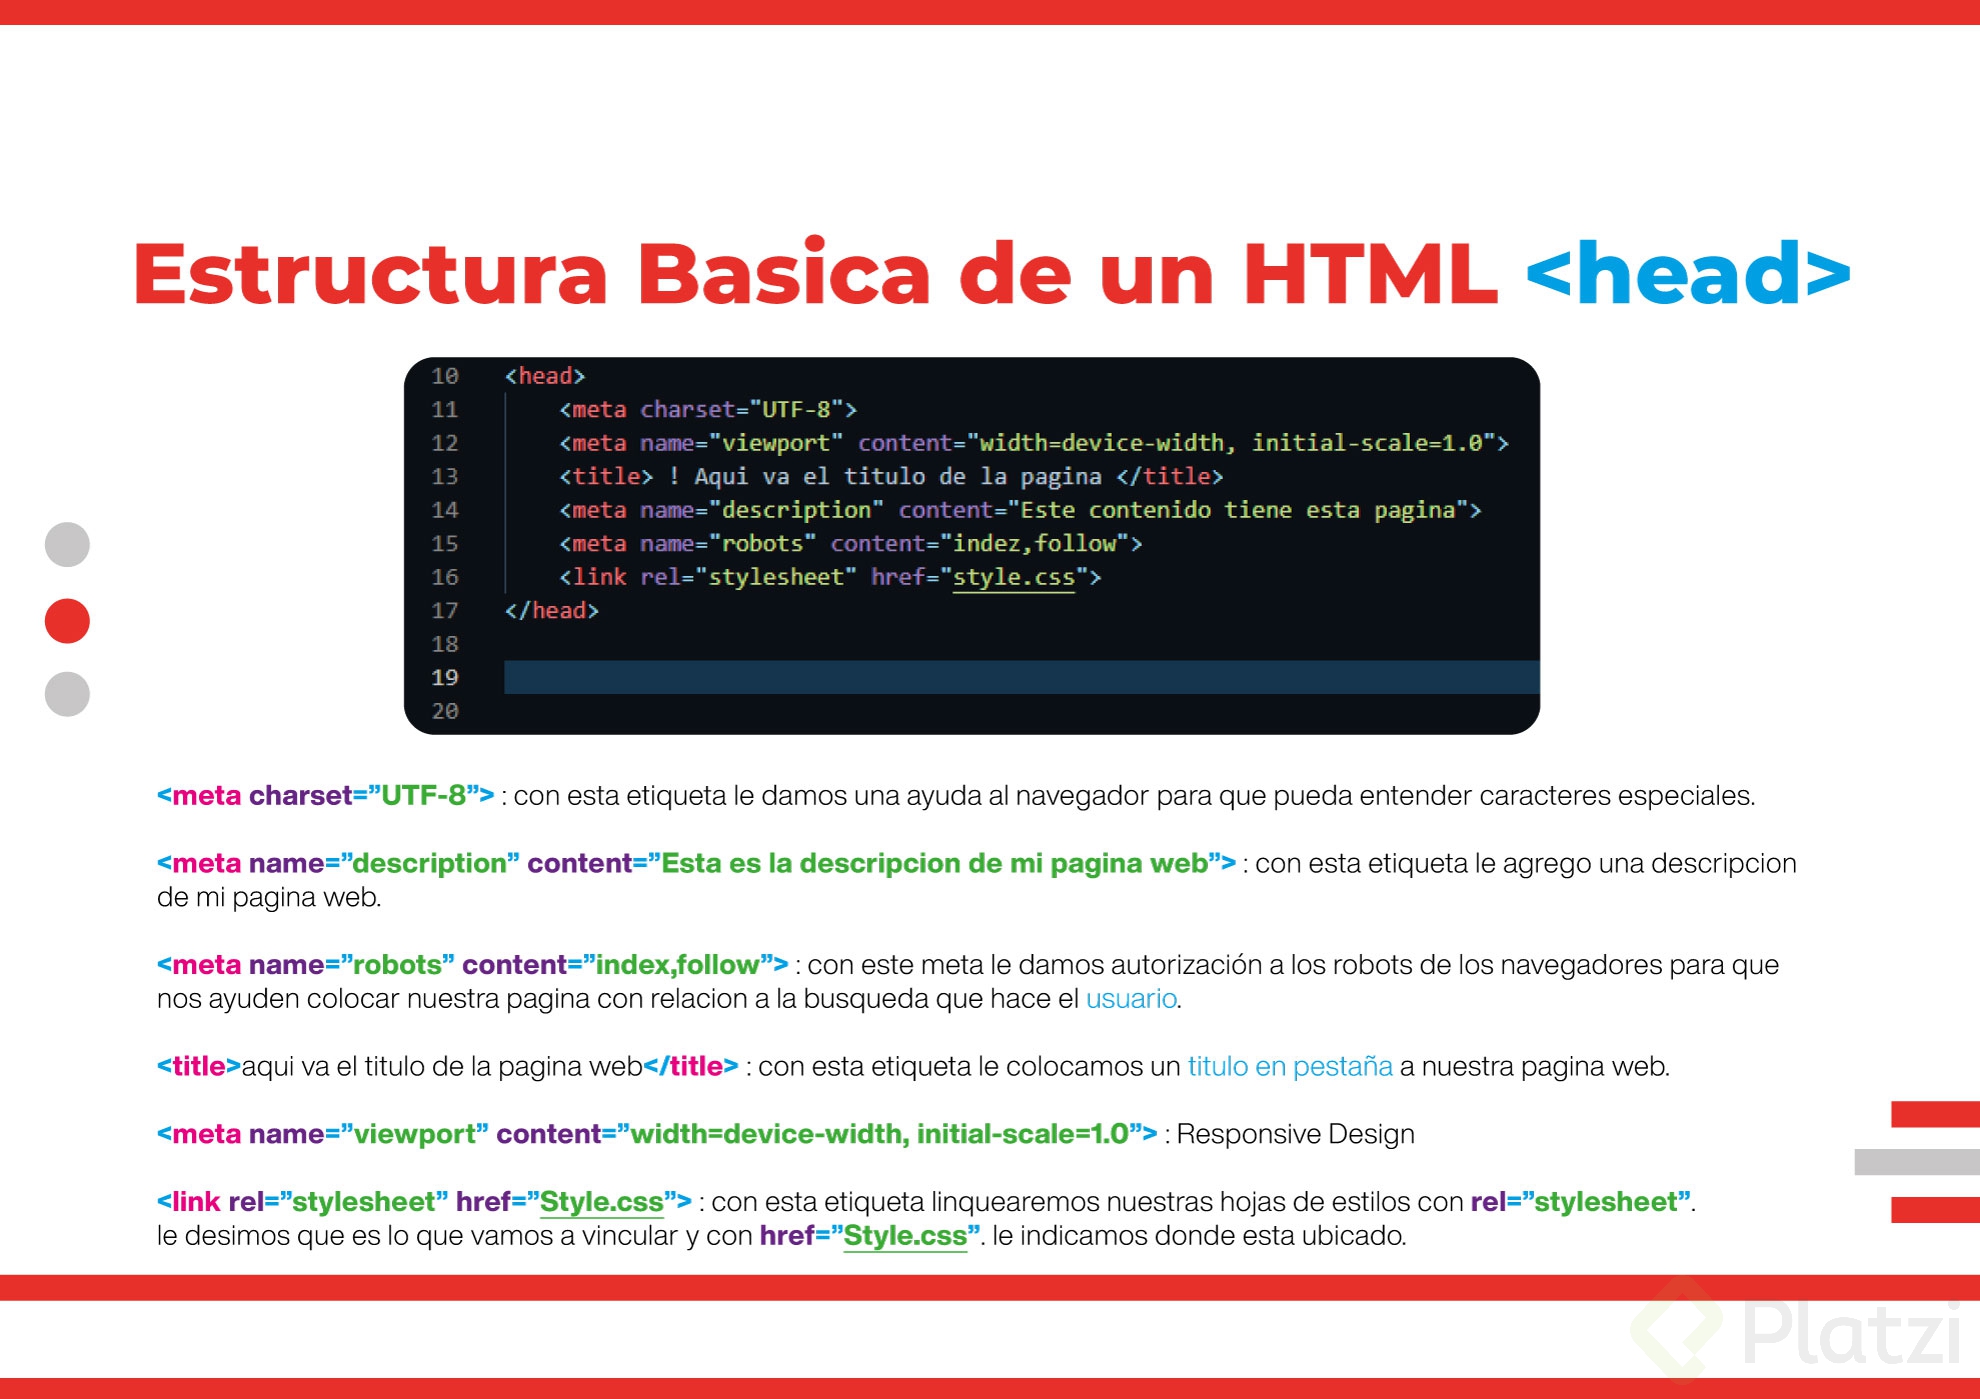 Estructura Basica de un HTML <head>
10 <head>
11 <meta charset="UTF-8">
12 <meta name="viewport" content="width=device-width, initial-scale=1.0">
13 <title> ! Aqui va el titulo de la pagina </title>
14 <meta name="description" content="Este contenido tiene esta pagina">
15 <meta name="robots" content="indez,follow">
16 <link rel="stylesheet" href="style.css">
17 </head>
18
19
20
<meta charset=”UTF-8”> : con esta etiqueta le damos una ayuda al navegador para que pueda entender caracteres especiales.
<meta name=”description” content=”Esta es la descripcion de mi pagina web”> : con esta etiqueta le agrego una descripcion
de mi pagina web.
<meta name=”robots” content=”index,follow”> : con este meta le damos autorización a los robots de los navegadores para que
nos ayuden colocar nuestra pagina con relacion a la busqueda que hace el usuario.
<title>aqui va el titulo de la pagina web</title> : con esta etiqueta le colocamos un titulo en pestaña a nuestra pagina web.
<meta name=”viewport” content=”width=device-width, initial-scale=1.0”> : Responsive Design
<link rel=”stylesheet” href=”Style.css”> : con esta etiqueta linquearemos nuestras hojas de estilos con rel=”stylesheet”.
le desimos que es lo que vamos a vincular y con href=”Style.css”. le indicamos donde esta ubicado.
Platzi